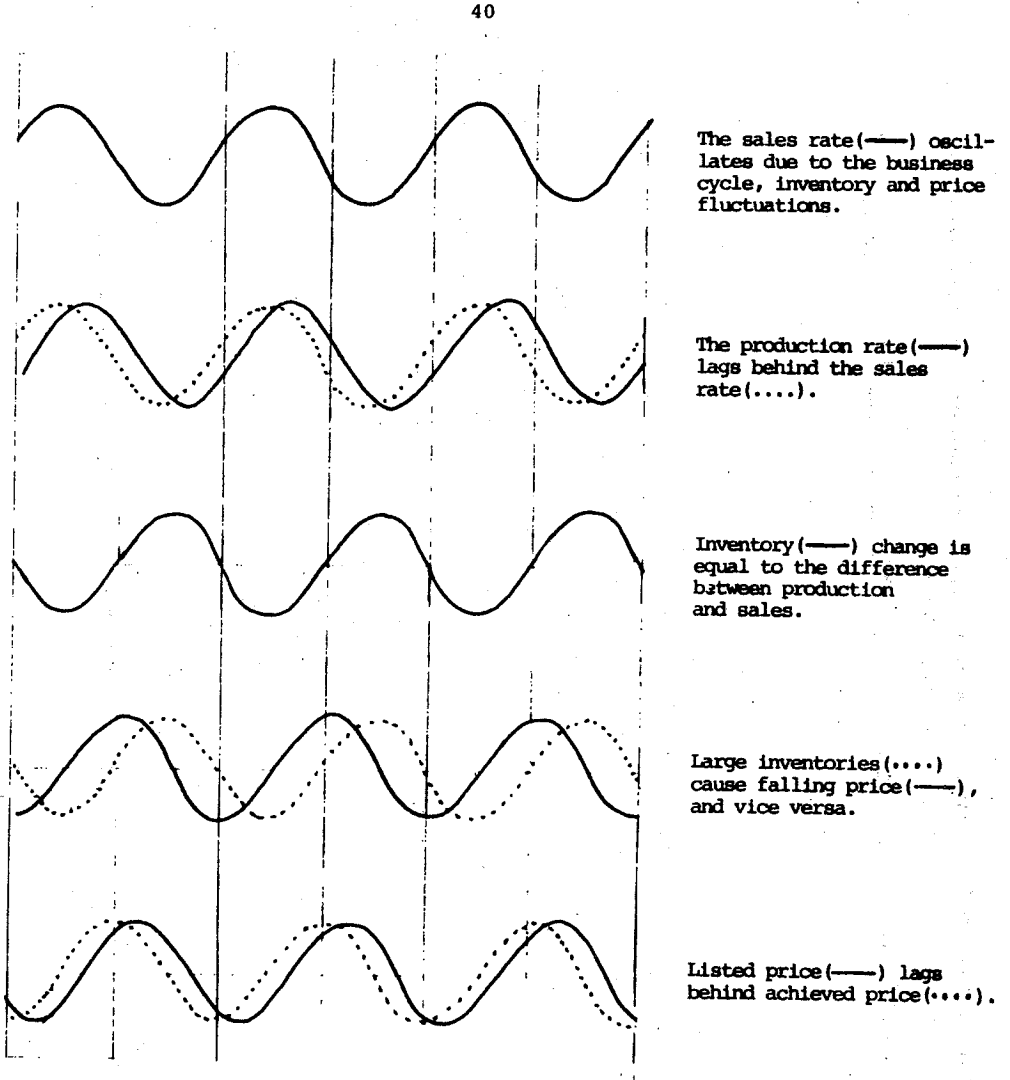 40
The sales rate(——) oscil-
lates due to the business
cycle, inventory and price
fluctuations.
The production rate(——)
lags behind the sales
rate(....).
Inventory(——) change is
equal to the difference
between production
and sales.
Large inventories(....)
cause falling price(——),
and vice versa.
Listed price(——) lags
behind achieved price(....).